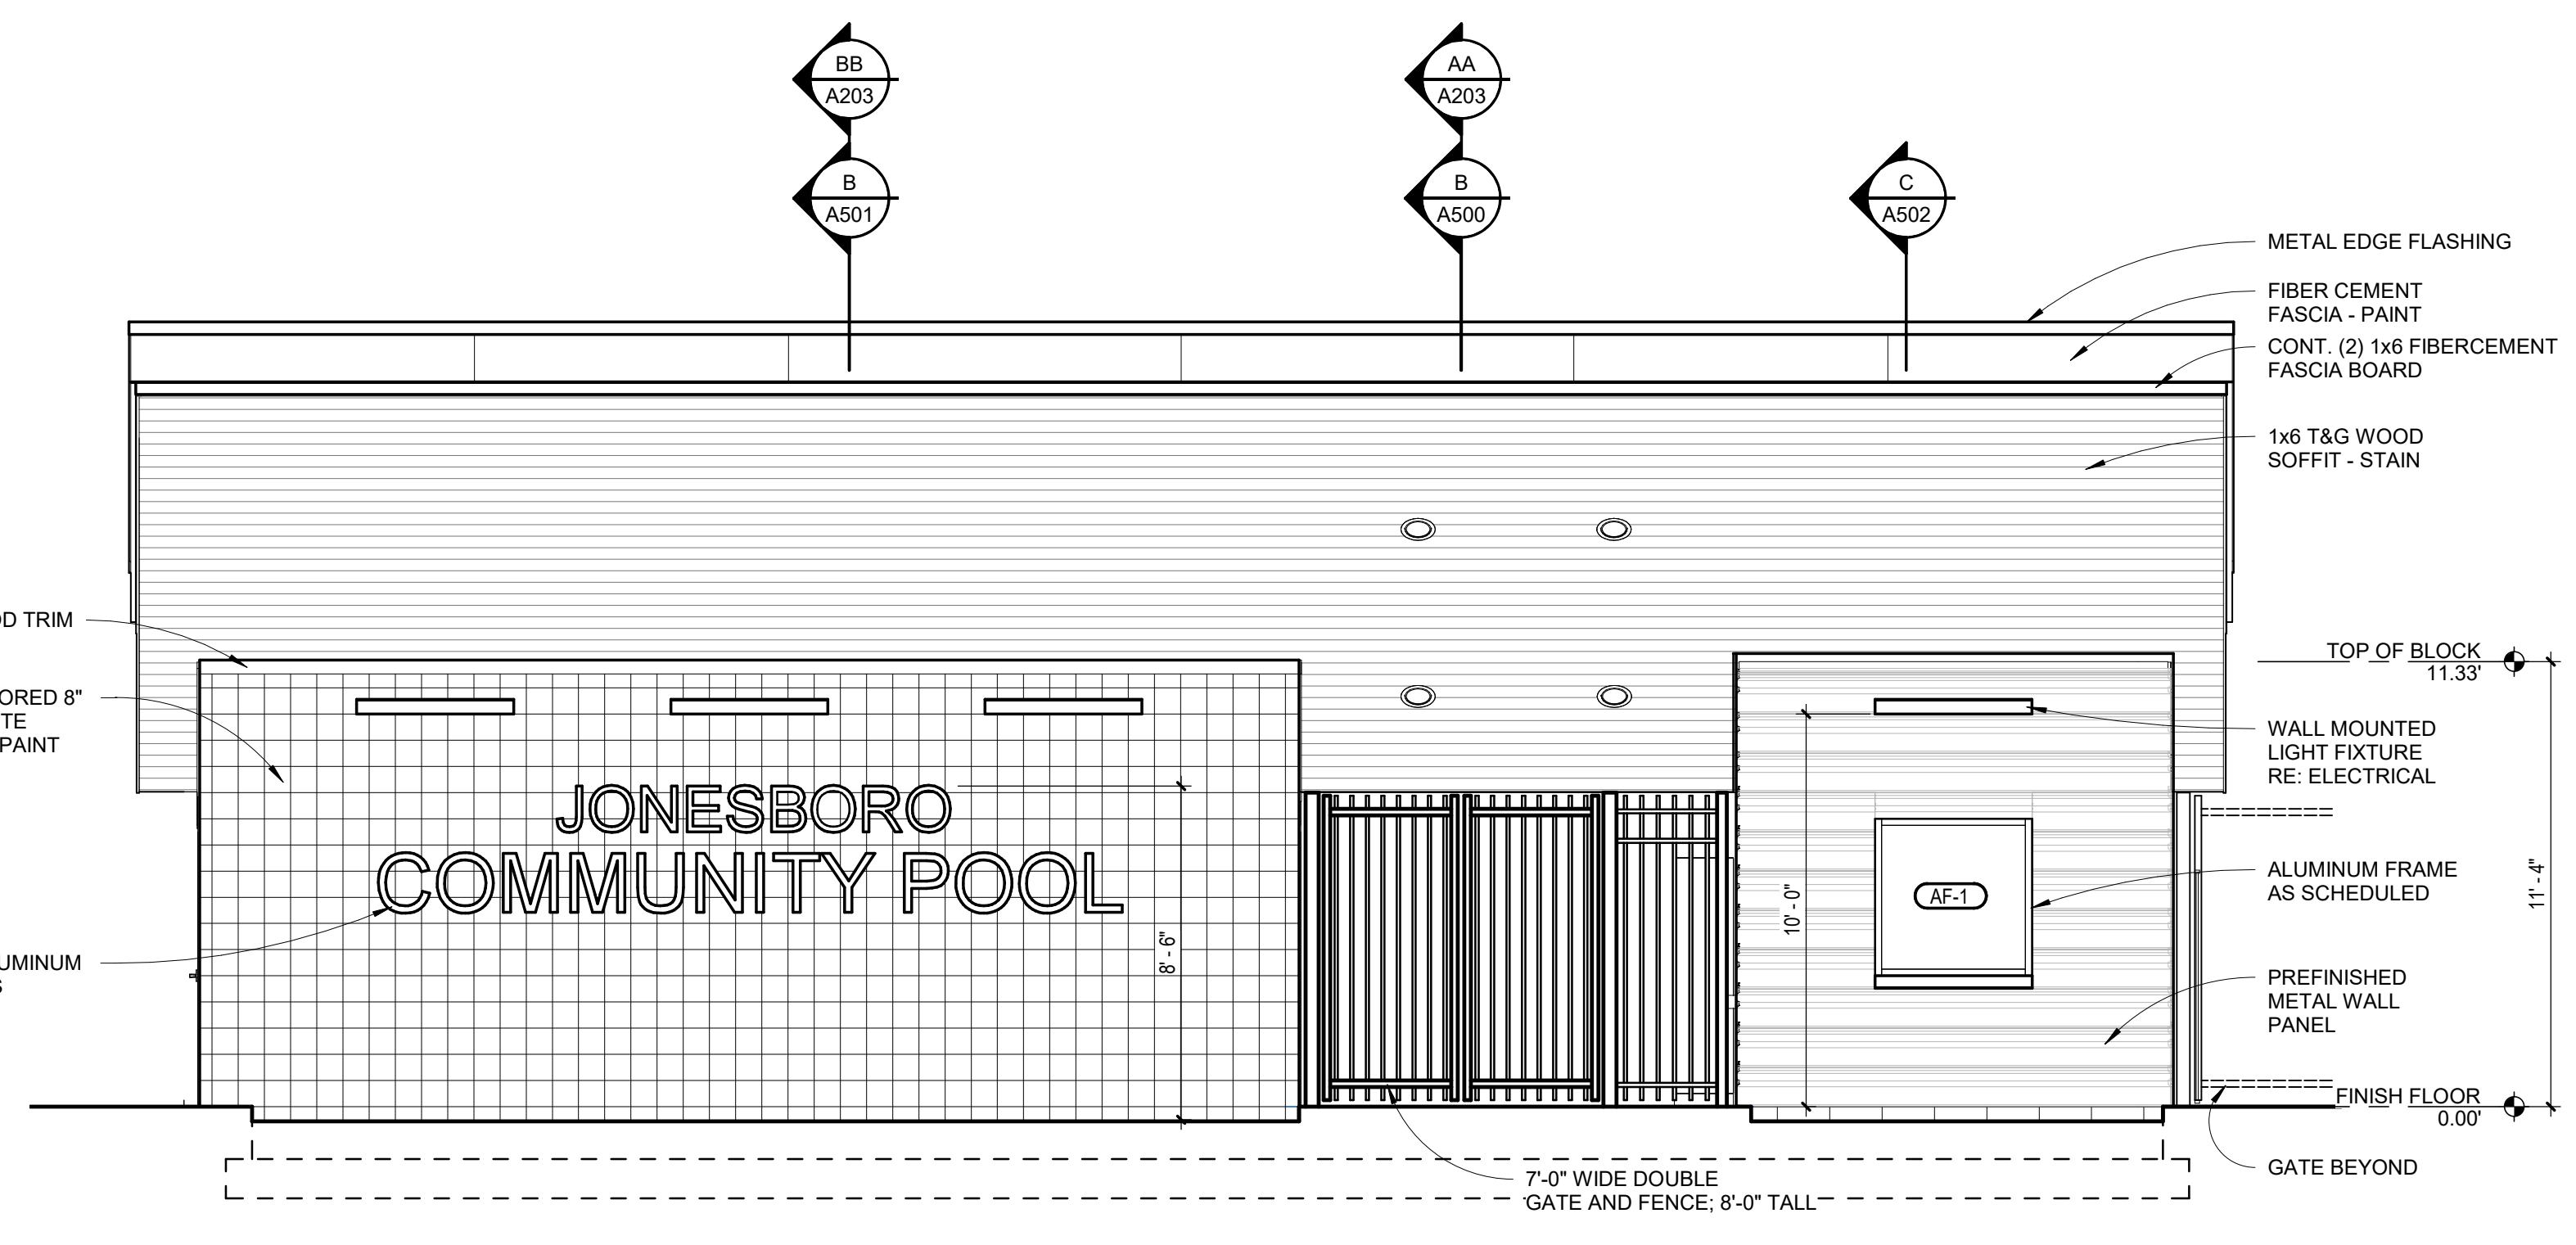 BB
A203
AA
A203
B
A501
B
A500
C
A502
METAL EDGE FLASHING
FIBER CEMENT
FASCIA - PAINT
CONT. (2) 1x6 FIBERCEMENT
FASCIA BOARD
1x6 T&G WOOD
SOFFIT - STAIN
TRIM
TOP OF BLOCK
11.33'
8"
PAINT
WALL MOUNTED
LIGHT FIXTURE
RE: ELECTRICAL
JONESBORO
COMMUNITY POOL
8' - 6"
10' - 0"
AF-1
ALUMINUM FRAME
AS SCHEDULED
11' - 4"
PREFINISHED
METAL WALL
PANEL
FINISH FLOOR
0.00'
GATE BEYOND
7'-0" WIDE DOUBLE
GATE AND FENCE; 8'-0" TALL